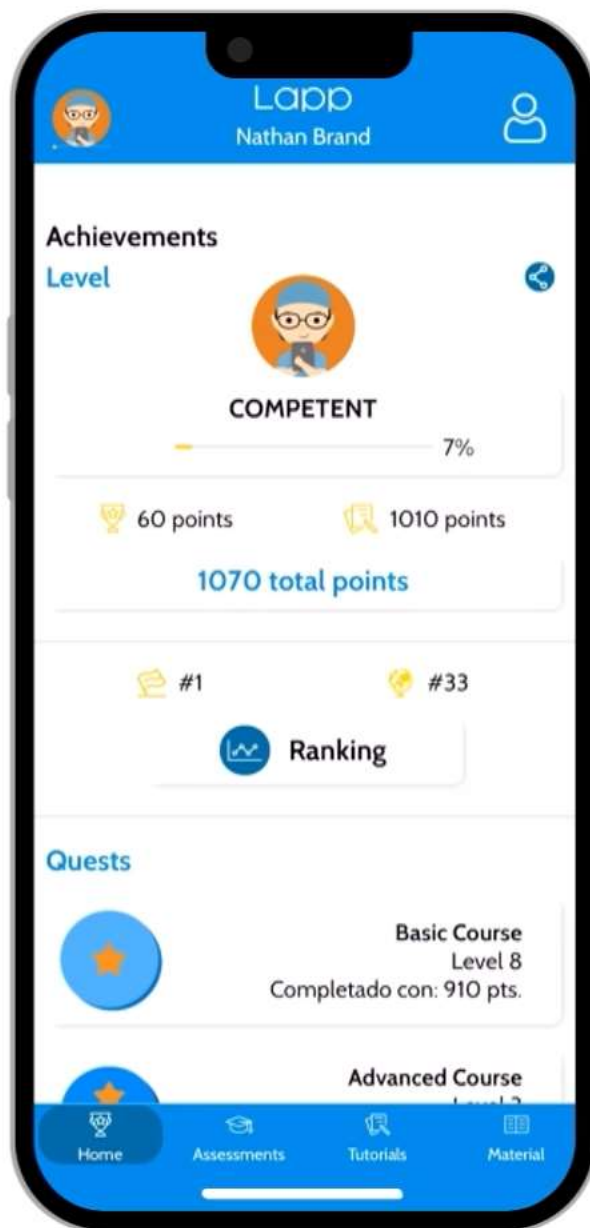 Lapp
Nathan Brand
Achievements
Level
COMPETENT
7%
60 points
1010 points
1070 total points
#1
#33
Ranking
Quests
Basic Course
Level 8
Completado con: 910 pts.
Advanced Course
Home
Assessments
Tutorials
Material